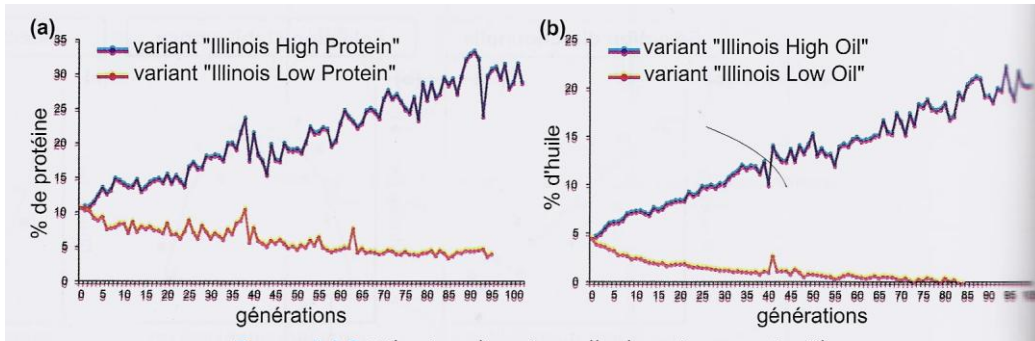 (a)
variant "Illinois High Protein"
variant "Illinois Low Protein"
% de protéine
35
30
25
20
15
10
5
0
0 5 10 15 20 25 30 35 40 45 50 55 60 65 70 75 80 85 90 95 100
générations
(b)
variant "Illinois High Oil"
variant "Illinois Low Oil"
% d'huile
25
20
15
10
5
0
0 5 10 15 20 25 30 35 40 45 50 55 60 65 70 75 80 85 90 95
générations